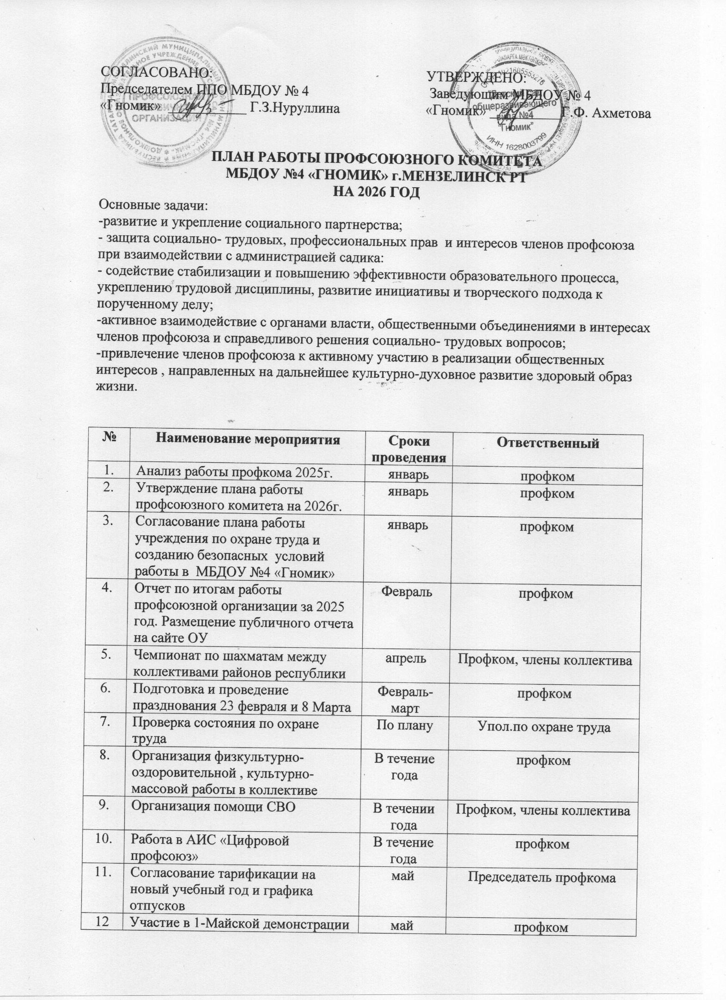 СОГЛАСОВАНО:
Председателем ППО МБДОУ № 4
«Гномик» ___________ Г.З.Нуруллина
ПРОФСОЮЗНАЯ
ПЕРВИЧНАЯ
ОРГАНИЗАЦИЯ
УТВЕРЖДЕНО:
Заведующим МБДОУ № 4
«Гномик» __________ Г.Ф. Ахметова
"Детский сад
общеразвивающего
вида №4
"Гномик"
ИНН 1628003799
ПЛАН РАБОТЫ ПРОФСОЮЗНОГО КОМИТЕТА
МБДОУ №4 «ГНОМИК» г.МЕНЗЕЛИНСК РТ
НА 2026 ГОД
Основные задачи:
-развитие и укрепление социального партнерства;
- защита социально- трудовых, профессиональных прав и интересов членов профсоюза
при взаимодействии с администрацией садика:
- содействие стабилизации и повышению эффективности образовательного процесса,
укреплению трудовой дисциплины, развитие инициативы и творческого подхода к
порученному делу;
-активное взаимодействие с органами власти, общественными объединениями в интересах
членов профсоюза и справедливого решения социально- трудовых вопросов;
-привлечение членов профсоюза к активному участию в реализации общественных
интересов , направленных на дальнейшее культурно-духовное развитие здоровый образ
жизни.
№ Наименование мероприятия Сроки Ответственный
проведения
1. Анализ работы профкома 2025г. январь профком
2. Утверждение плана работы январь профком
профсоюзного комитета на 2026г.
3. Согласование плана работы январь профком
учреждения по охране труда и
созданию безопасных условий
работы в МБДОУ №4 «Гномик»
4. Отчет по итогам работы Февраль профком
профсоюзной организации за 2025
год. Размещение публичного отчета
на сайте ОУ
5. Чемпионат по шахматам между апрель Профком, члены коллектива
коллективами районов республики
6. Подготовка и проведение Февраль- профком
празднования 23 февраля и 8 Марта март
7. Проверка состояния по охране По плану Упол.по охране труда
труда
8. Организация физкультурно- В течение профком
оздоровительной , культурно- года
массовой работы в коллективе
9. Организация помощи СВО В течении Профком, члены коллектива
года
10. Работа в АИС «Цифровой В течение профком
профсоюз» года
11. Согласование тарификации на май Председатель профкома
новый учебный год и графика
отпусков
12 Участие в 1-Майской демонстрации май профком